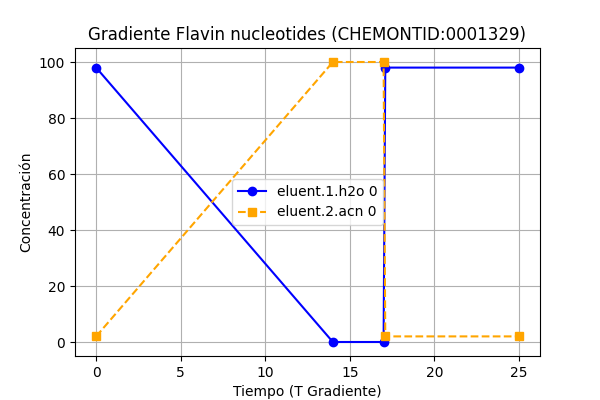 Gradiente Flavin nucleotides (CHEMONTID:0001329)
100
80
60
40
20
0
Concentración
eluent.1.h2o 0
eluent.2.acn 0
0 5 10 15 20 25
Tiempo (T Gradiente)